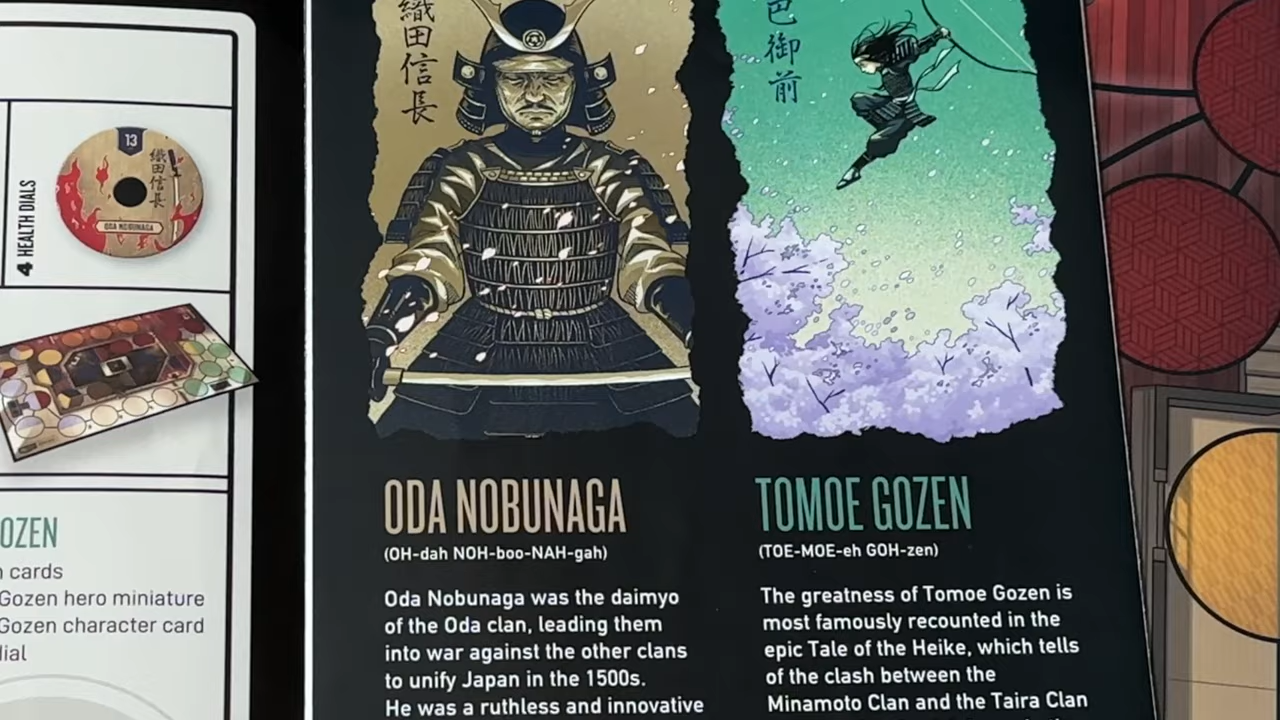 13
織田信長
ODA NOBUNAGA
4 HEALTH DIALS
OZEN
cards
Gozen hero miniature
Gozen character card
織田信長
ODA NOBUNAGA
(OH-dah NOH-boo-NAH-gah)
Oda Nobunaga was the daimyo
of the Oda clan, leading them
into war against the other clans
to unify Japan in the 1500s.
He was a ruthless and innovative
巴御前
TOMOE GOZEN
(TOE-MOE-eh GOH-zen)
The greatness of Tomoe Gozen is
most famously recounted in the
epic Tale of the Heike, which tells
of the clash between the
Minamoto Clan and the Taira Clan